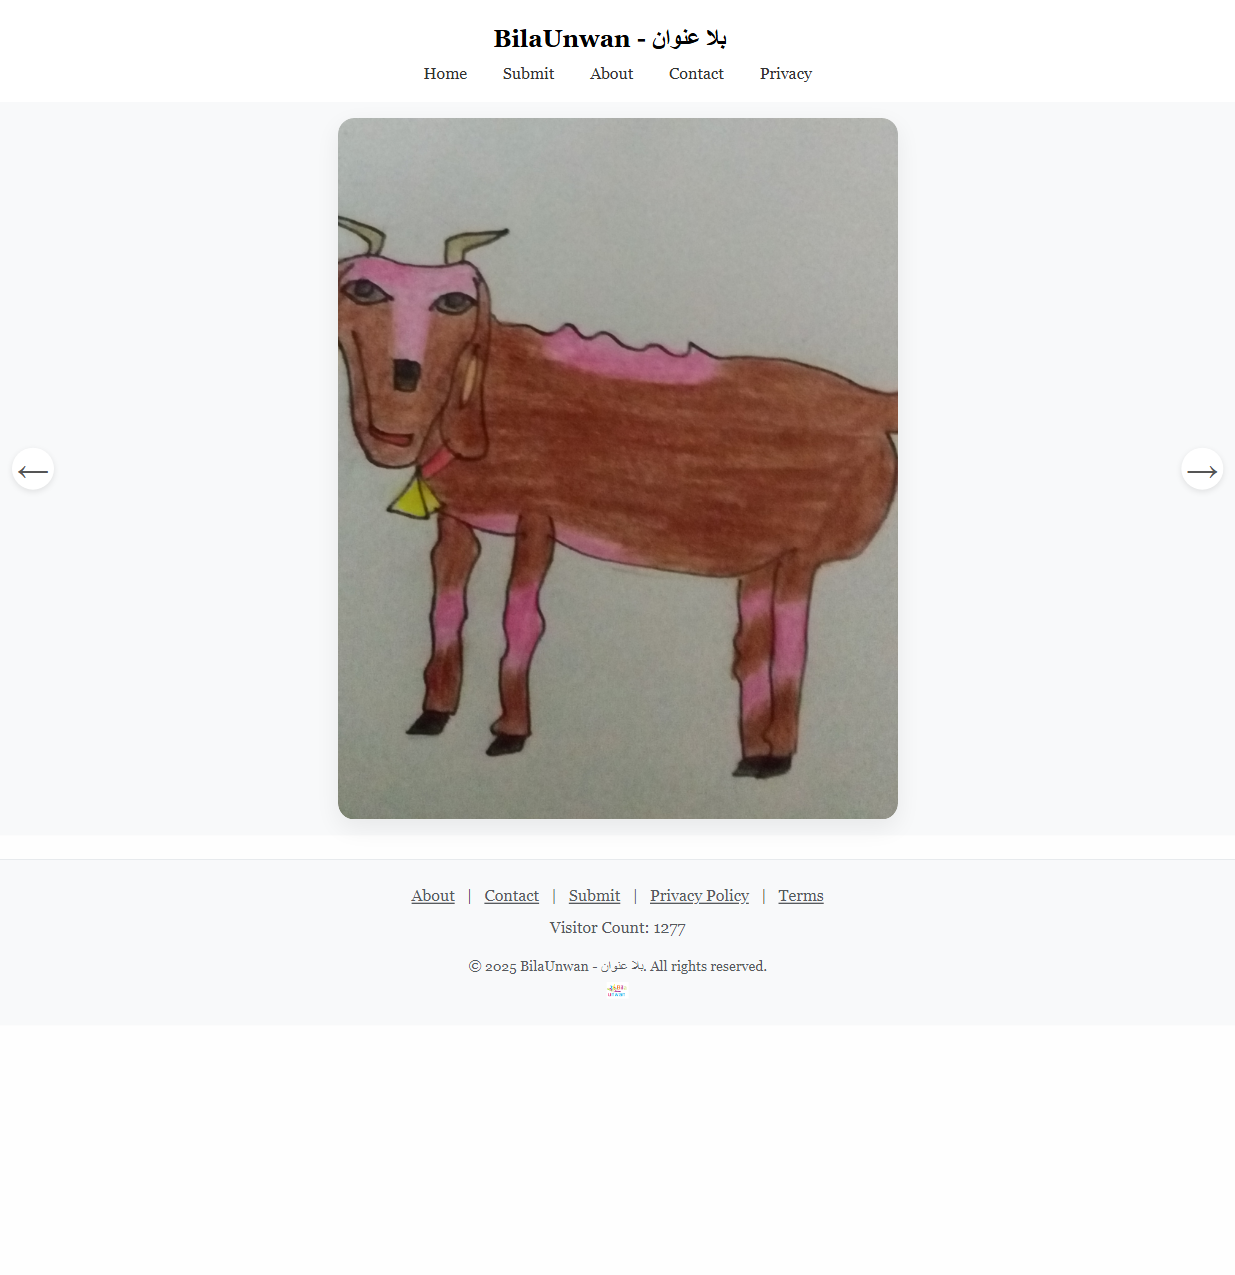 BilaUnwan - بلا عنوان
Home Submit About Contact Privacy
←
→
About | Contact | Submit | Privacy Policy | Terms
Visitor Count: 1277
© 2025 BilaUnwan - بلا عنوان. All rights reserved.